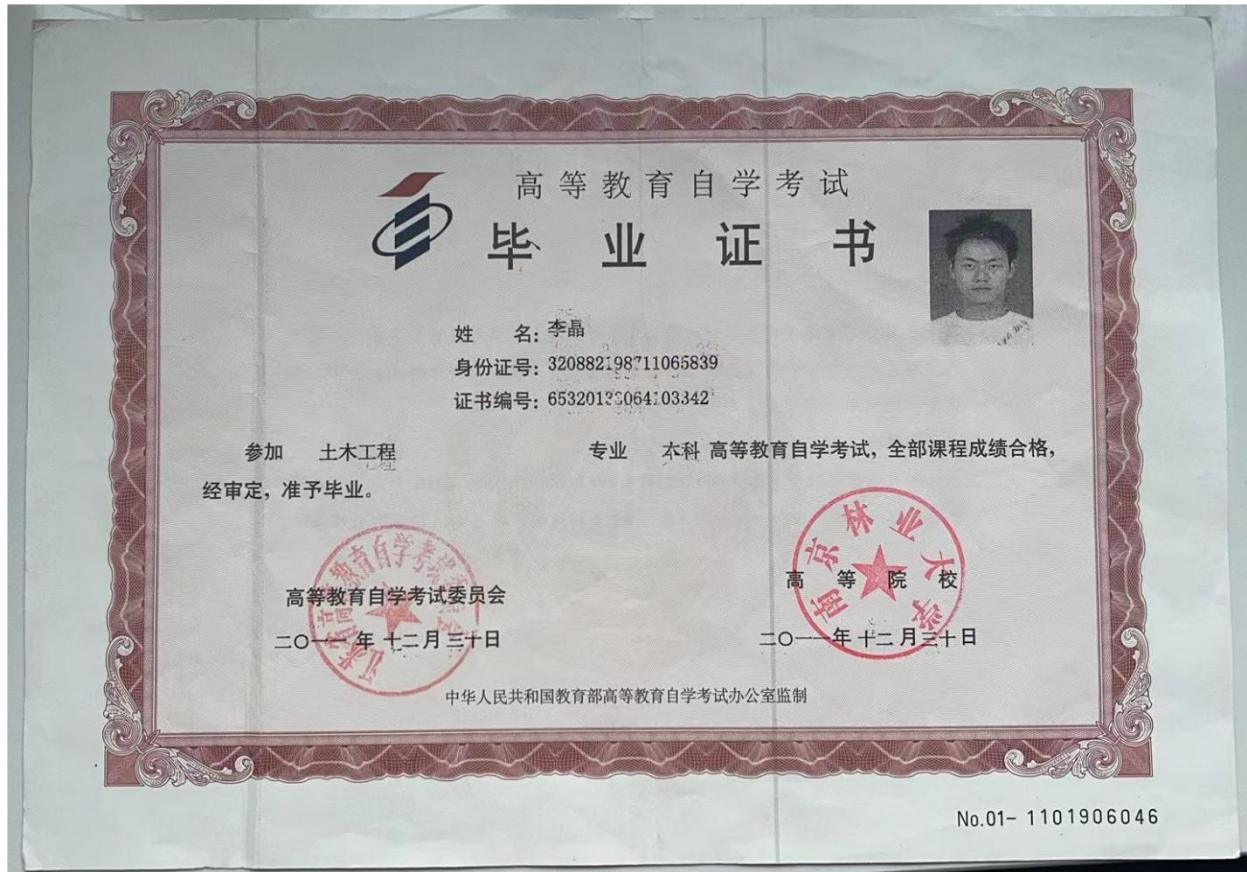 高等教育自学考试
毕业证书
姓 名：李晶
身份证号：320882198711065839
证书编号：65320132064103342
参加 土木工程 专业 本科 高等教育自学考试，全部课程成绩合格，
经审定，准予毕业。
南京林业大学
高等教育自学考试委员会 高等院校
二〇一一年十二月三十日 二〇一一年十二月三十日
中华人民共和国教育部高等教育自学考试办公室监制
No.01- 1101906046